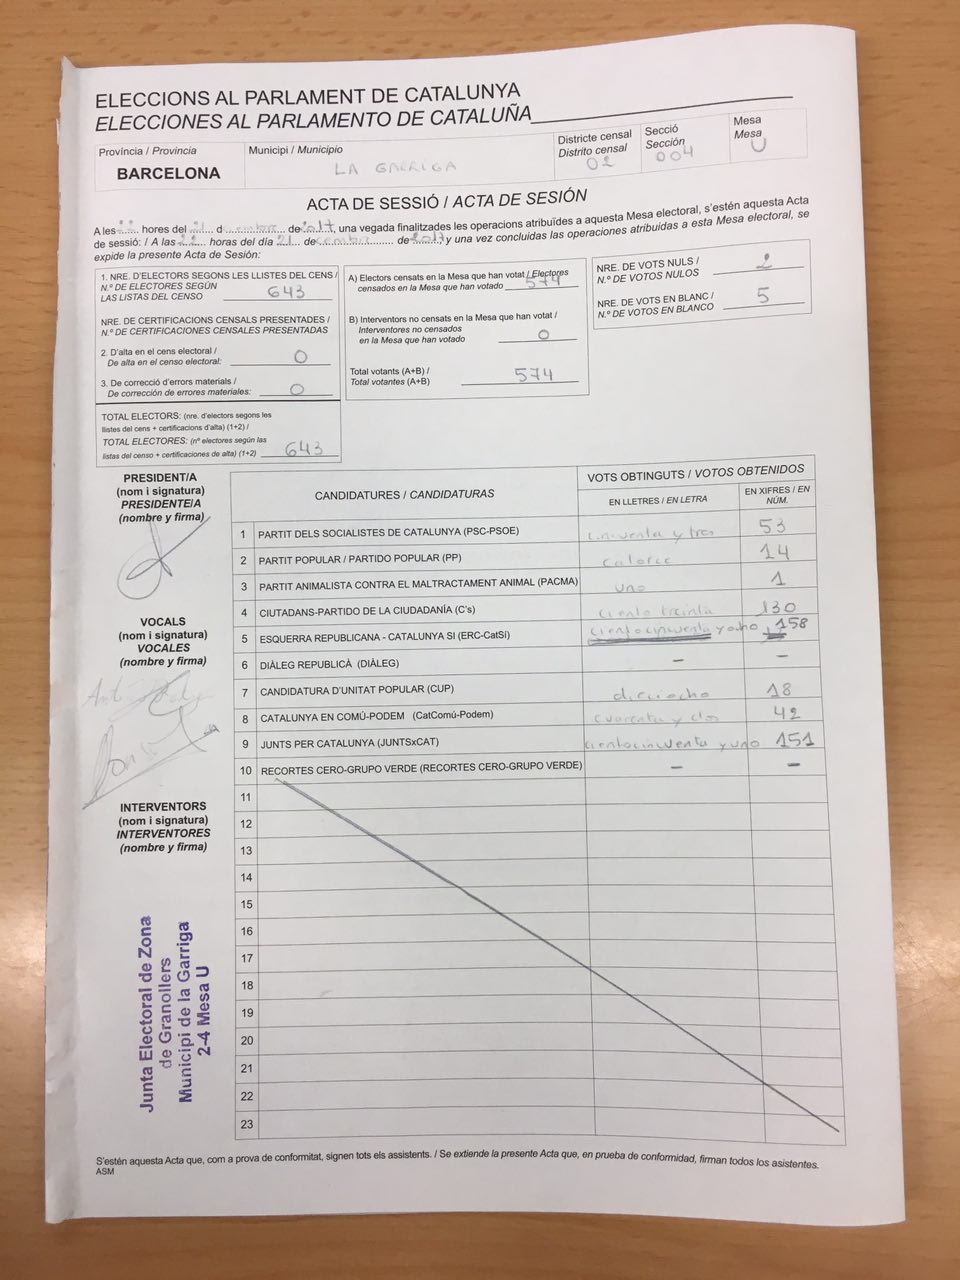 ELECCIONS AL PARLAMENT DE CATALUNYA
ELECCIONES AL PARLAMENTO DE CATALUÑA
Província / Provincia
BARCELONA
Municipi / Municipio
LA GARRIGA
Districte censal
Distrito censal
02
Secció
Sección
004
Mesa
Mesa
U
ACTA DE SESSIÓ / ACTA DE SESIÓN
A les 22 hores del 21 d desembre de 2017, una vegada finalitzades les operacions atribuïdes a aquesta Mesa electoral, s'estén aquesta Acta
de sessió: / A las 22 horas del día 21 de de 2017 y una vez concluidas las operaciones atribuidas a esta Mesa electoral, se
expide la presente Acta de Sesión:
1. NRE. D'ELECTORS SEGONS LES LLISTES DEL CENS /
N.º DE ELECTORES SEGÚN
LAS LISTAS DEL CENSO 643
NRE. DE CERTIFICACIONS CENSALS PRESENTADES /
N.º DE CERTIFICACIONES CENSALES PRESENTADAS
2. D'alta en el cens electoral /
De alta en el censo electoral: 0
3. De correcció d'errors materials /
De corrección de errores materiales: 0
TOTAL ELECTORS: (nre. d'electors segons les
llistes del cens + certificacions d'alta) (1+2) /
TOTAL ELECTORES: (nº electores según las
listas del censo + certificaciones de alta) (1+2) 643
A) Electors censats en la Mesa que han votat / Electores
censados en la Mesa que han votado 574
B) Interventors no censats en la Mesa que han votat /
Interventores no censados
en la Mesa que han votado 0
Total votants (A+B) /
Total votantes (A+B) 574
NRE. DE VOTS NULS /
N.º DE VOTOS NULOS 2
NRE. DE VOTS EN BLANC /
N.º DE VOTOS EN BLANCO 5
PRESIDENT/A
(nom i signatura)
PRESIDENTE/A
(nombre y firma)
VOCALS
(nom i signatura)
VOCALES
(nombre y firma)
INTERVENTORS
(nom i signatura)
INTERVENTORES
(nombre y firma)
Junta Electoral de Zona
de Granollers
Municipi de la Garriga
2-4 Mesa U
CANDIDATURES / CANDIDATURAS
VOTS OBTINGUTS / VOTOS OBTENIDOS
EN LLETRES / EN LETRA
EN XIFRES / EN NÚM.
1 PARTIT DELS SOCIALISTES DE CATALUNYA (PSC-PSOE) cincuenta y tres 53
2 PARTIT POPULAR / PARTIDO POPULAR (PP) catorce 14
3 PARTIT ANIMALISTA CONTRA EL MALTRACTAMENT ANIMAL (PACMA) uno 1
4 CIUTADANS-PARTIDO DE LA CIUDADANÍA (C's) ciento treinta 130
5 ESQUERRA REPUBLICANA - CATALUNYA SI (ERC-CatSí) ciento cincuenta y ocho 158
6 DIÀLEG REPUBLICÀ (DIÀLEG) – –
7 CANDIDATURA D'UNITAT POPULAR (CUP) dieciocho 18
8 CATALUNYA EN COMÚ-PODEM (CatComú-Podem) cuarenta y dos 42
9 JUNTS PER CATALUNYA (JUNTSxCAT) ciento cincuenta y uno 151
10 RECORTES CERO-GRUPO VERDE (RECORTES CERO-GRUPO VERDE) – –
11
12
13
14
15
16
17
18
19
20
21
22
23
S'estén aquesta Acta que, com a prova de conformitat, signen tots els assistents. / Se extiende la presente Acta que, en prueba de conformidad, firman todos los asistentes.
ASM